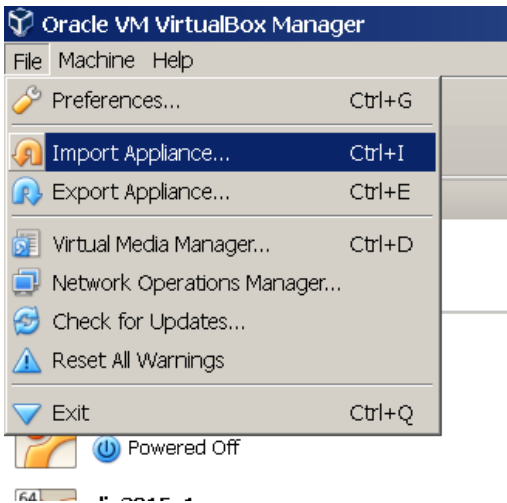 Oracle VM VirtualBox Manager
File Machine Help
Preferences... Ctrl+G
Import Appliance... Ctrl+I
Export Appliance... Ctrl+E
Virtual Media Manager... Ctrl+D
Network Operations Manager...
Check for Updates...
Reset All Warnings
Exit Ctrl+Q
Powered Off
64